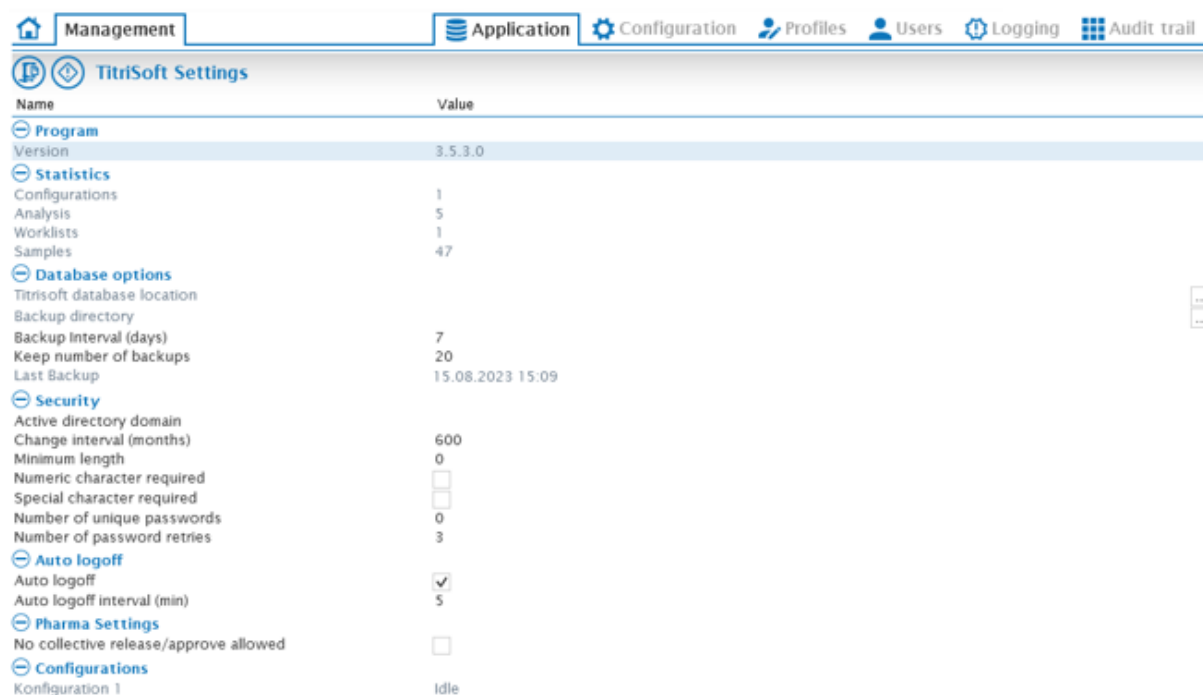 Management Application Configuration Profiles Users Logging Audit trail
TitriSoft Settings
Name Value
Program
Version 3.5.3.0
Statistics
Configurations 1
Analysis 5
Worklists 1
Samples 47
Database options
Titrisoft database location ...
Backup directory ...
Backup Interval (days) 7
Keep number of backups 20
Last Backup 15.08.2023 15:09
Security
Active directory domain
Change interval (months) 600
Minimum length 0
Numeric character required
Special character required
Number of unique passwords 0
Number of password retries 3
Auto logoff
Auto logoff
Auto logoff interval (min) 5
Pharma Settings
No collective release/approve allowed
Configurations
Konfiguration 1 Idle